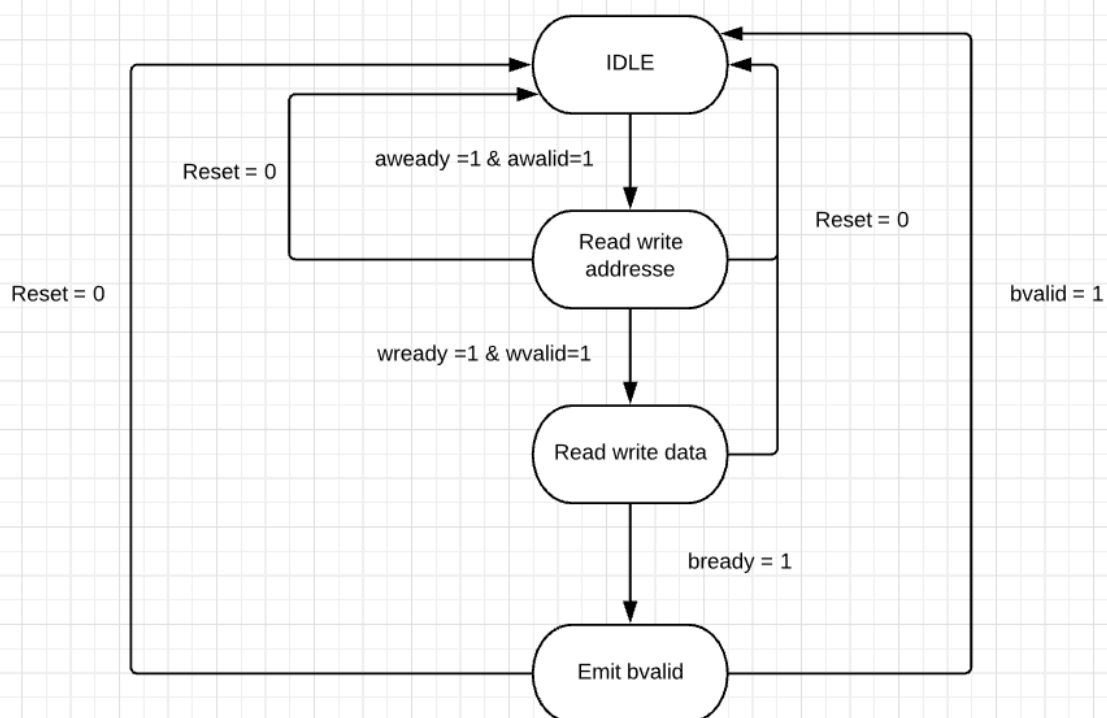 IDLE
aweady =1 & awalid=1
Reset = 0
Reset = 0
Read write
addresse
Reset = 0
bvalid = 1
wready =1 & wvalid=1
Read write data
bready = 1
Emit bvalid